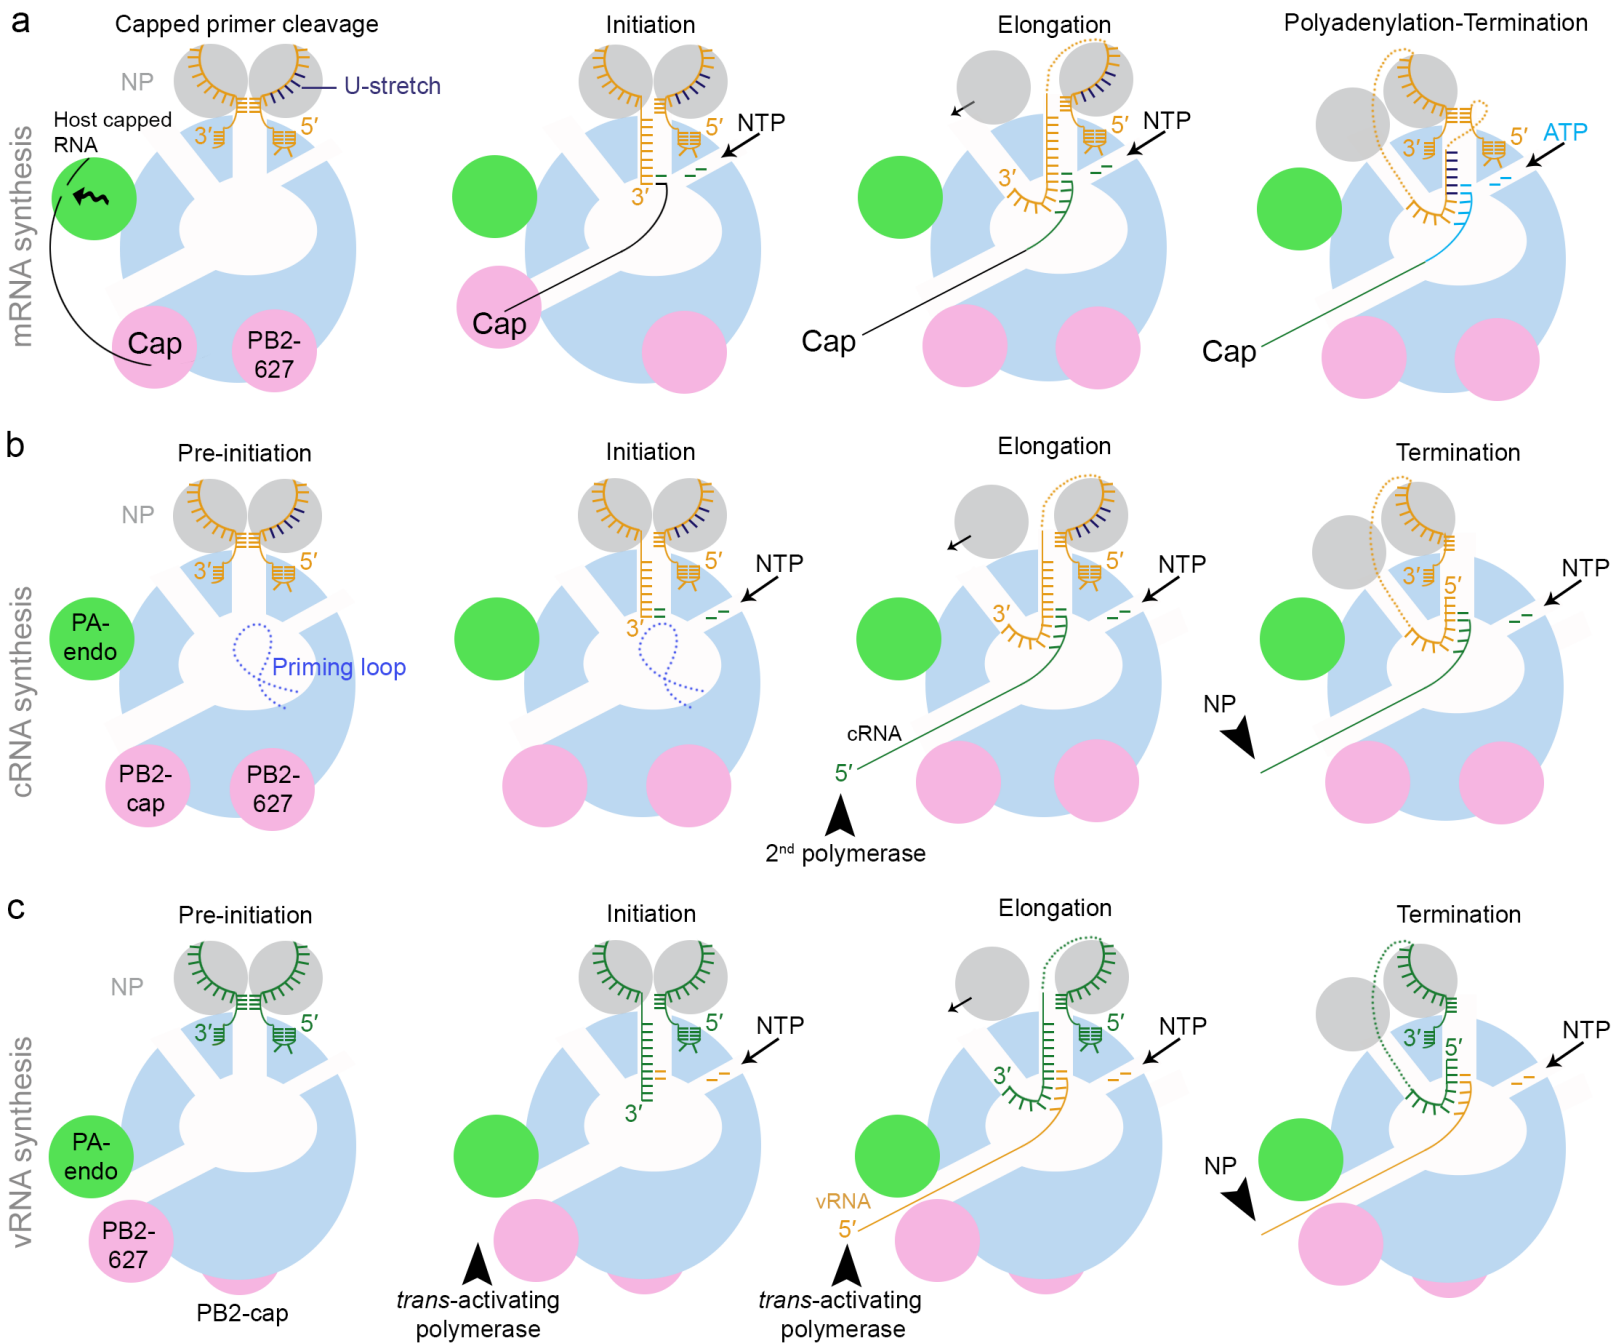 a
Capped primer cleavage
Initiation
Elongation
Polyadenylation-Termination
mRNA synthesis
NP
U-stretch
Host capped
RNA
3′
5′
Cap
PB2-
627
5′
NTP
3′
Cap
5′
NTP
3′
Cap
5′
ATP
3′
Cap
b
Pre-initiation
Initiation
Elongation
Termination
cRNA synthesis
NP
3′
5′
PA-
endo
Priming loop
PB2-
cap
PB2-
627
5′
NTP
3′
5′
NTP
3′
cRNA
5′
2nd polymerase
NTP
3′
5′
NP
c
Pre-initiation
Initiation
Elongation
Termination
vRNA synthesis
NP
3′
5′
PA-
endo
PB2-
627
PB2-cap
5′
NTP
3′
trans-activating
polymerase
5′
NTP
3′
vRNA
5′
trans-activating
polymerase
NTP
3′
5′
NP